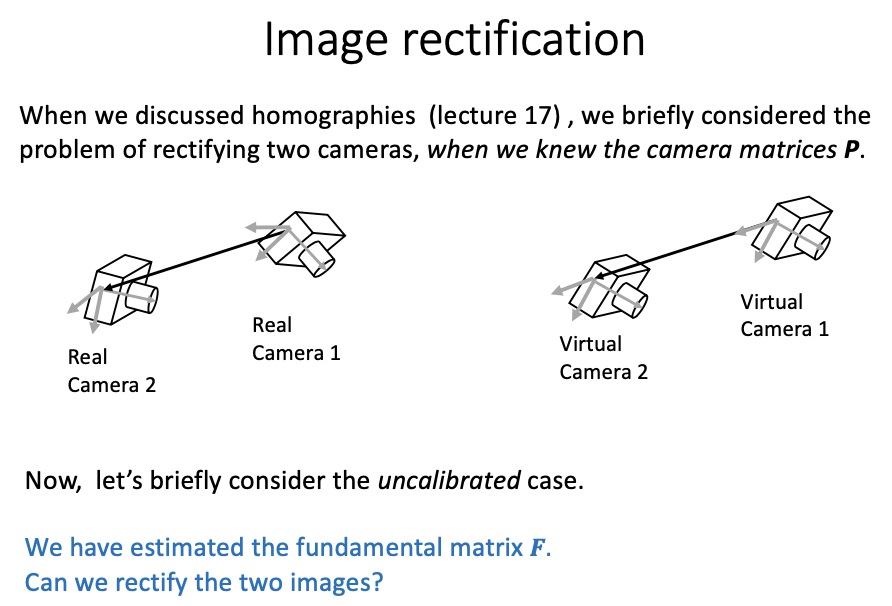 Image rectification
When we discussed homographies (lecture 17) , we briefly considered the
problem of rectifying two cameras, when we knew the camera matrices P.
Real
Camera 2
Real
Camera 1
Virtual
Camera 2
Virtual
Camera 1
Now, let’s briefly consider the uncalibrated case.
We have estimated the fundamental matrix F.
Can we rectify the two images?